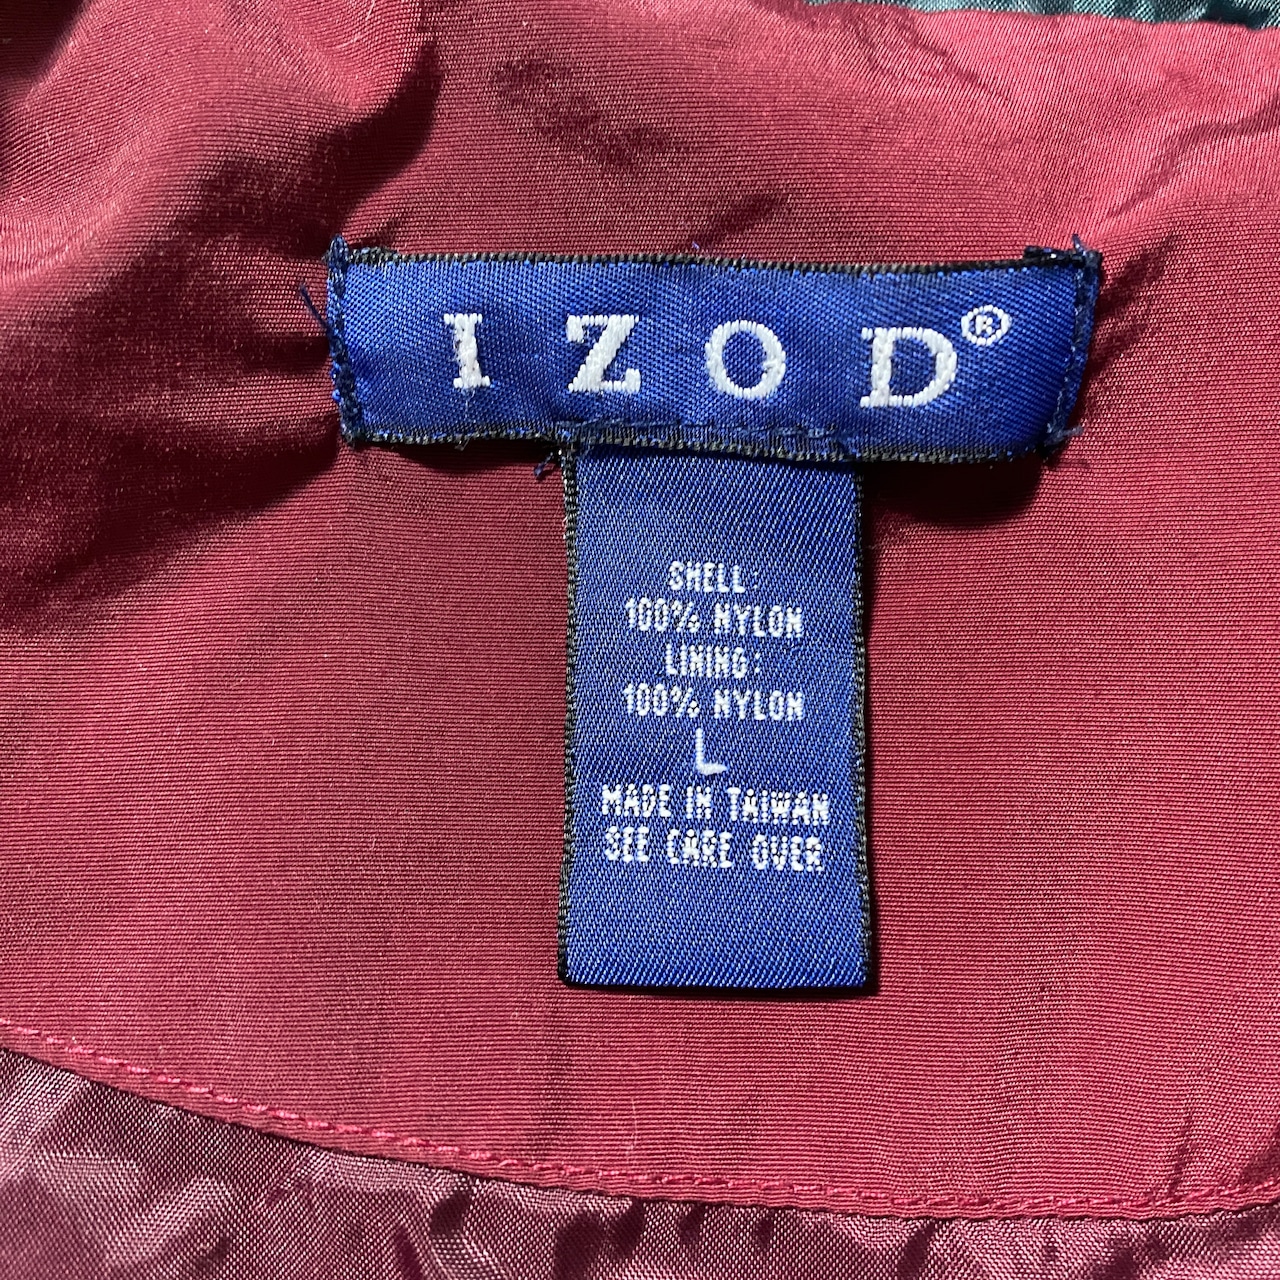 IZOD®
SHELL:
100% NYLON
LINING:
100% NYLON
L
MADE IN TAIWAN
SEE CARE OVER